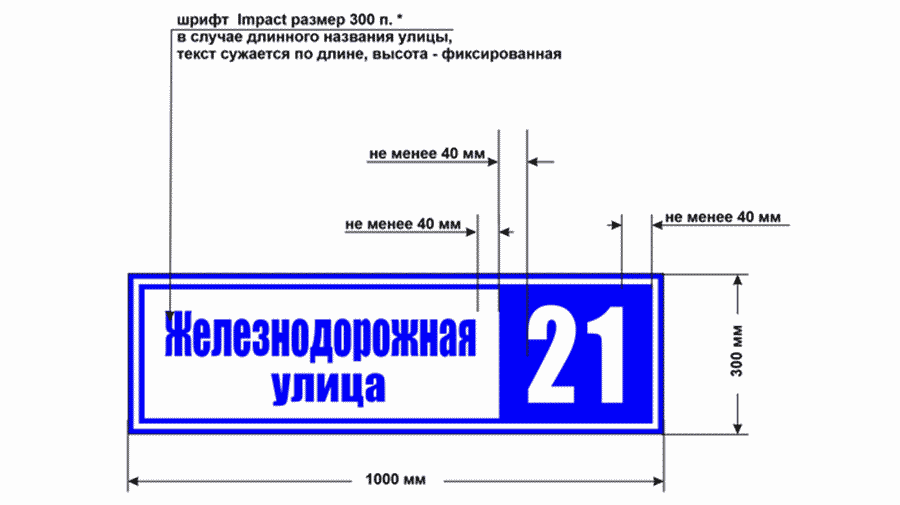 шрифт Impact размер 300 п. *
в случае длинного названия улицы,
текст сужается по длине, высота - фиксированная
не менее 40 мм
не менее 40 мм
не менее 40 мм
Железнодорожная
улица
21
300 мм
1000 мм